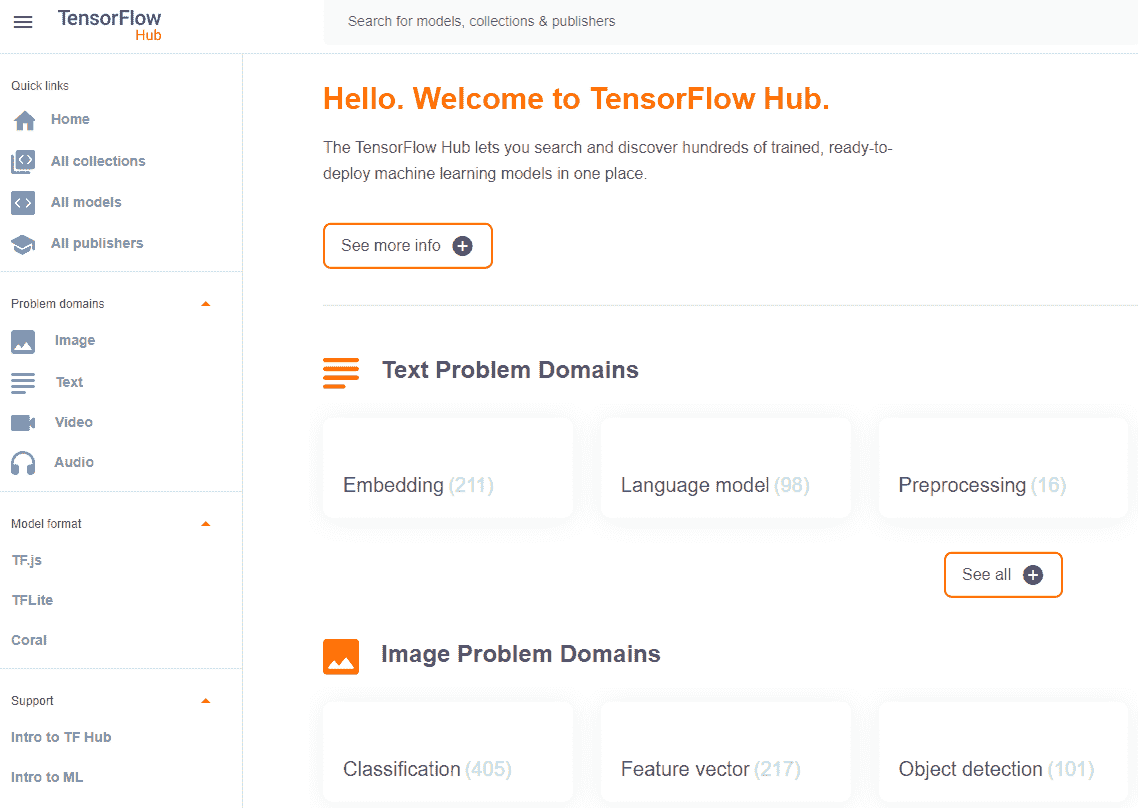 TensorFlow
Hub
Search for models, collections & publishers
Quick links
Home
All collections
All models
All publishers
Problem domains
Image
Text
Video
Audio
Model format
TF.js
TFLite
Coral
Support
Intro to TF Hub
Intro to ML
Hello. Welcome to TensorFlow Hub.
The TensorFlow Hub lets you search and discover hundreds of trained, ready-to-
deploy machine learning models in one place.
See more info
Text Problem Domains
Embedding (211)
Language model (98)
Preprocessing (16)
See all
Image Problem Domains
Classification (405)
Feature vector (217)
Object detection (101)